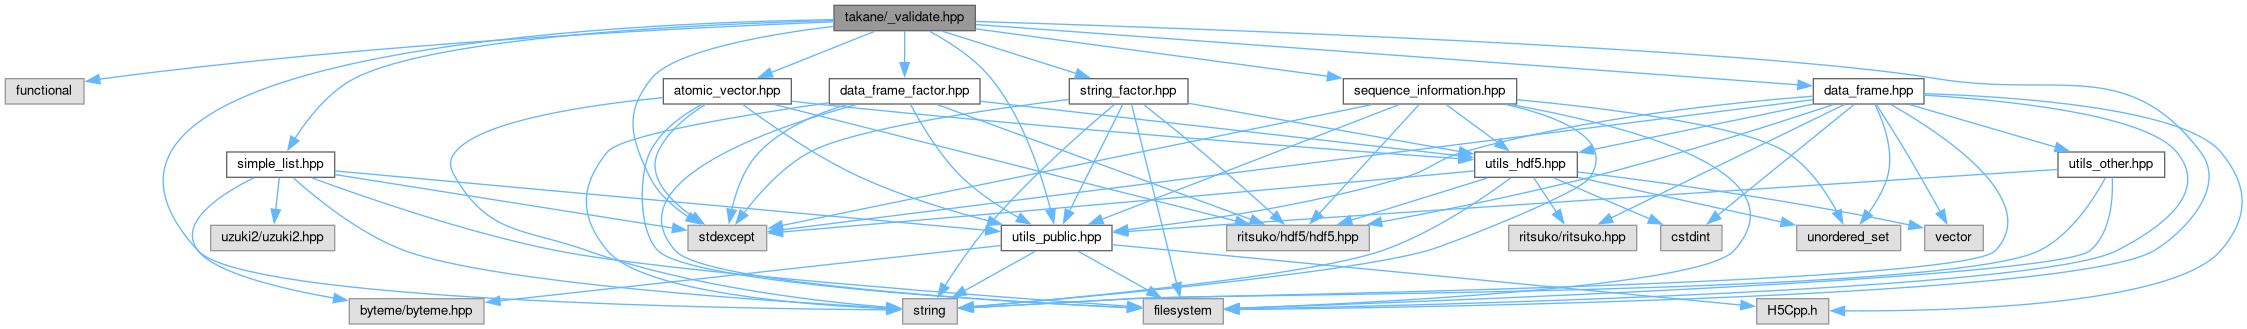 takane/_validate.hpp
functional
atomic_vector.hpp
data_frame_factor.hpp
string_factor.hpp
sequence_information.hpp
data_frame.hpp
simple_list.hpp
utils_hdf5.hpp
utils_other.hpp
uzuki2/uzuki2.hpp
stdexcept
utils_public.hpp
ritsuko/hdf5/hdf5.hpp
ritsuko/ritsuko.hpp
cstdint
unordered_set
vector
byteme/byteme.hpp
string
filesystem
H5Cpp.h